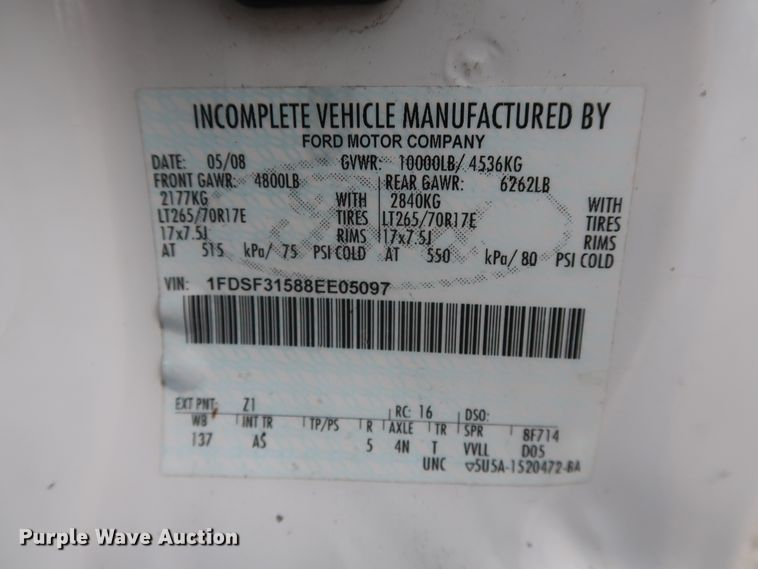 INCOMPLETE VEHICLE MANUFACTURED BY
FORD MOTOR COMPANY
DATE: 05/08 GVWR: 10000LB/ 4536KG
FRONT GAWR: 4800LB REAR GAWR: 6262LB
2177KG WITH 2840KG WITH
LT265/70R17E TIRES LT265/70R17E TIRES
17x7.5J RIMS 17x7.5J RIMS
AT 515 kPa/ 75 PSI COLD AT 550 kPa/ 80 PSI COLD
VIN: 1FDSF31588EE05097
EXT PNT: Z1 RC: 16 DSO:
WB INT TR TP/PS R AXLE TR SPR 8F714
137 A$ 5 4N T VVLL D05
UNC 5U5A-1520472-BA
Purple Wave Auction